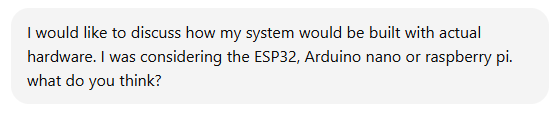 I would like to discuss how my system would be built with actual
hardware. I was considering the ESP32, Arduino nano or raspberry pi.
what do you think?